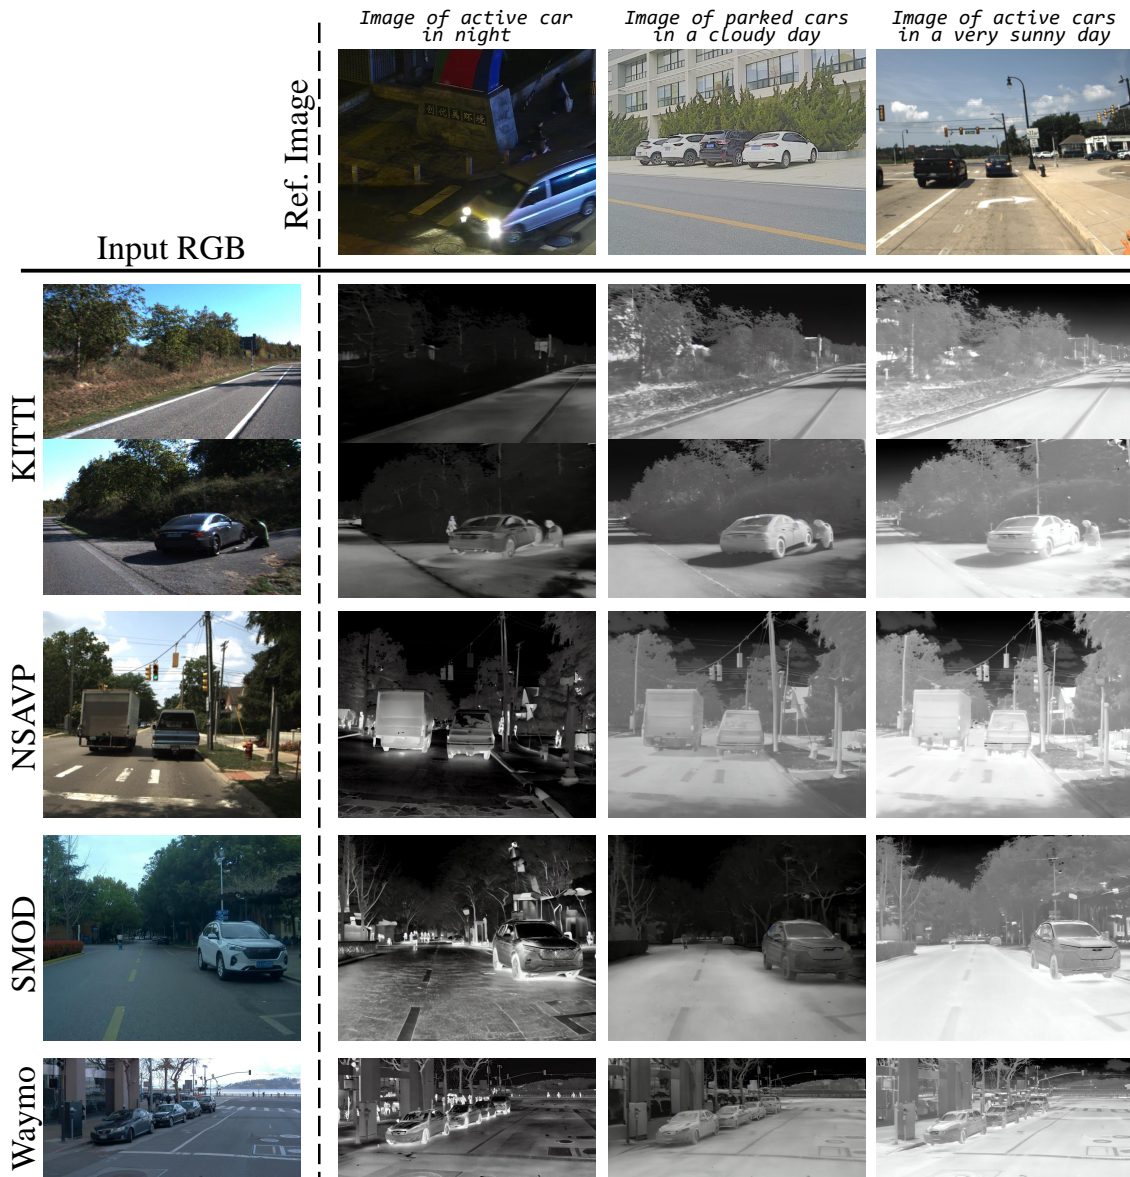 Image of active car
in night
Image of parked cars
in a cloudy day
Image of active cars
in a very sunny day
Ref. Image
Input RGB
KITTI
NSAVP
SMOD
Waymo